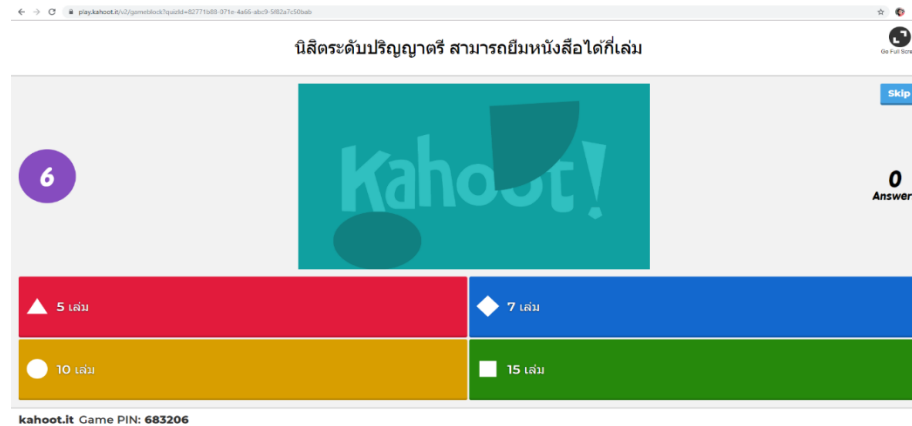 play.kahoot.it/v2/gameblock?quizId=82771b88-071e-4a66-abc9-5f82a7c50bab
นิสิตระดับปริญญาตรี สามารถยืมหนังสือได้กี่เล่ม
Go Full Scre
Skip
Kahoot!
6
0
Answer
5 เล่ม
7 เล่ม
10 เล่ม
15 เล่ม
kahoot.it Game PIN: 683206